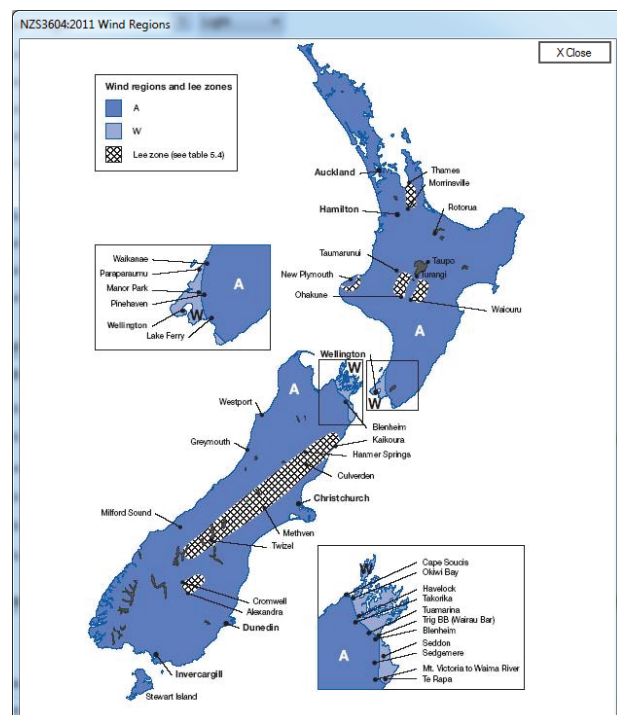 NZS3604:2011 Wind Regions
X Close
Wind regions and lee zones
A
W
Lee zone (see table 5.4)
Auckland
Thames
Morrinsville
Hamilton
Rotorua
Taumarunui
Taupo
Turangi
New Plymouth
Ohakune
Waiouru
A
Waikanae
Paraparaumu
Manor Park
Pinehaven
Wellington
Lake Ferry
A
W
Wellington
W
W
A
Westport
Blenheim
Kaikoura
Greymouth
Hanmer Springs
Culverden
Christchurch
Milford Sound
Methven
Twizel
Cromwell
Alexandra
Dunedin
Invercargill
Stewart Island
W
Cape Soucis
Okiwi Bay
Havelock
Takorika
Tuamarina
Trig BB (Wairau Bar)
Blenheim
Seddon
Sedgemere
A
Mt. Victoria to Waima River
Te Rapa